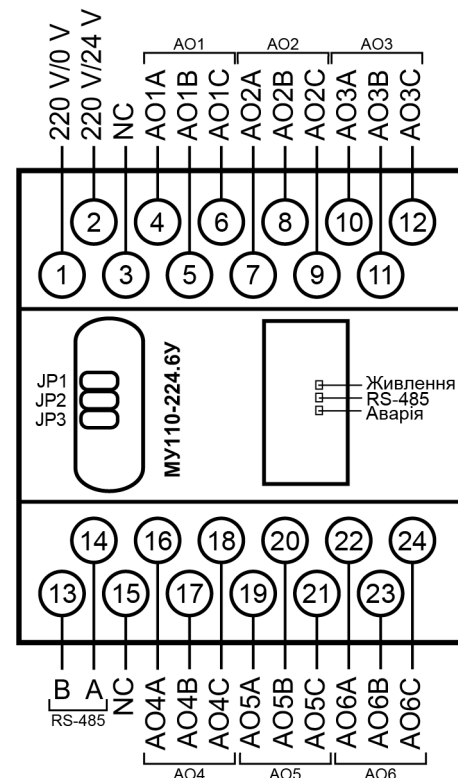 AO1 AO2 AO3
220 V/0 V
220 V/24 V
NC
AO1A
AO1B
AO1C
AO2A
AO2B
AO2C
AO3A
AO3B
AO3C
2 4 6 8 10 12
1 3 5 7 9 11
JP1
JP2
JP3
МУ110-224.6У
Живлення
RS-485
Аварія
14 16 18 20 22 24
13 15 17 19 21 23
B
A
RS-485
NC
AO4A
AO4B
AO4C
AO5A
AO5B
AO5C
AO6A
AO6B
AO6C
AO4 AO5 AO6